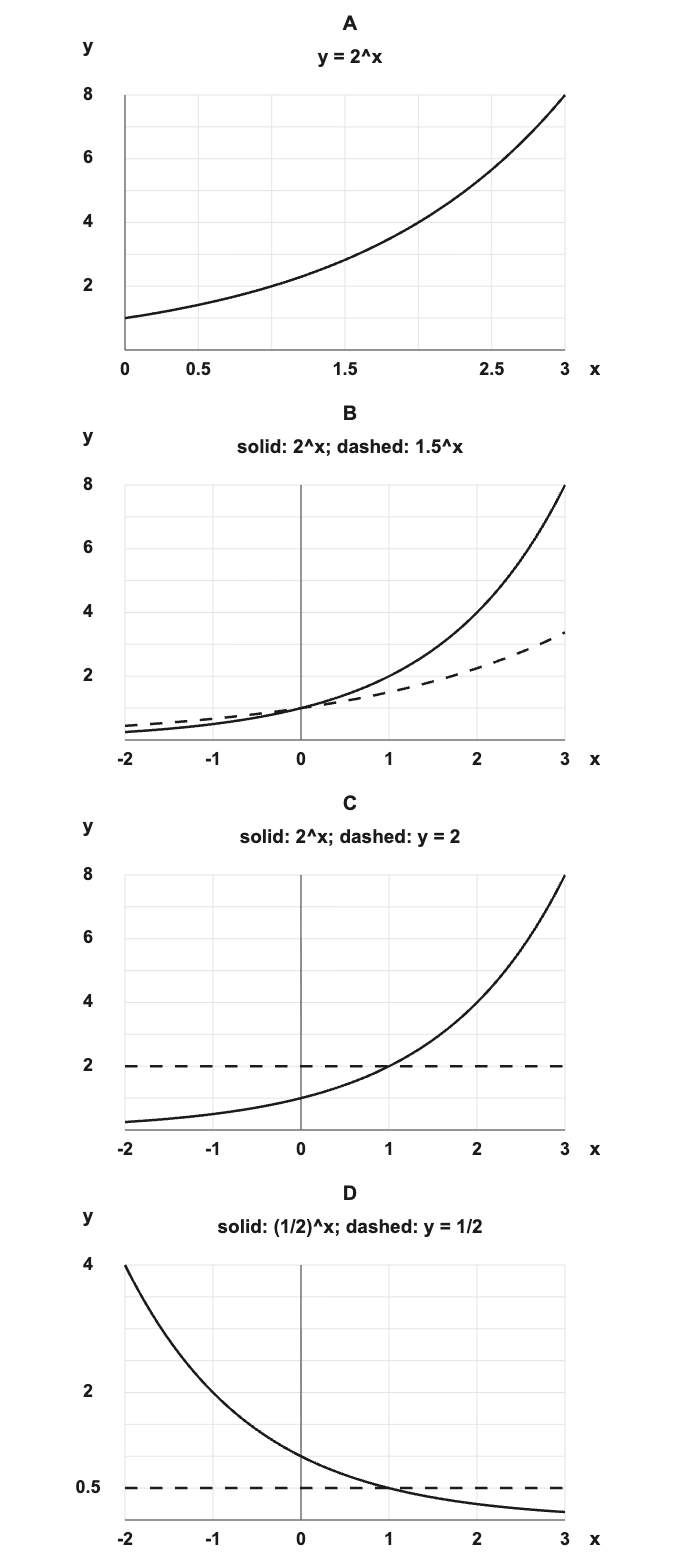 A
y
y = 2^x
8
6
4
2
0 0.5 1.5 2.5 3 x
B
y
solid: 2^x; dashed: 1.5^x
8
6
4
2
-2 -1 0 1 2 3 x
C
y
solid: 2^x; dashed: y = 2
8
6
4
2
-2 -1 0 1 2 3 x
D
y
solid: (1/2)^x; dashed: y = 1/2
4
2
0.5
-2 -1 0 1 2 3 x